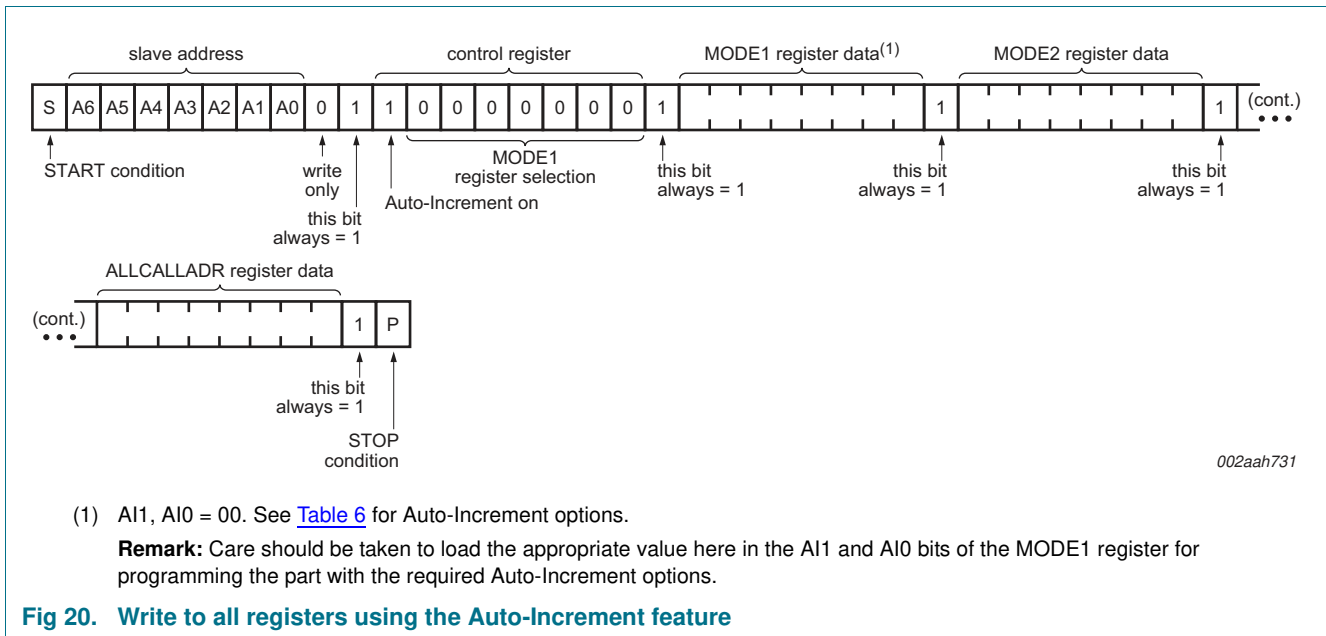 slave address control register MODE1 register data(1) MODE2 register data
S A6 A5 A4 A3 A2 A1 A0 0 1 1 0 0 0 0 0 0 0 1 1 1 (cont.)
START condition write only this bit always = 1 Auto-Increment on MODE1 register selection this bit always = 1 this bit always = 1 this bit always = 1
ALLCALLADR register data
(cont.) 1 P
this bit
always = 1
STOP
condition
002aah731
(1) AI1, AI0 = 00. See Table 6 for Auto-Increment options.
Remark: Care should be taken to load the appropriate value here in the AI1 and AI0 bits of the MODE1 register for
programming the part with the required Auto-Increment options.
Fig 20. Write to all registers using the Auto-Increment feature